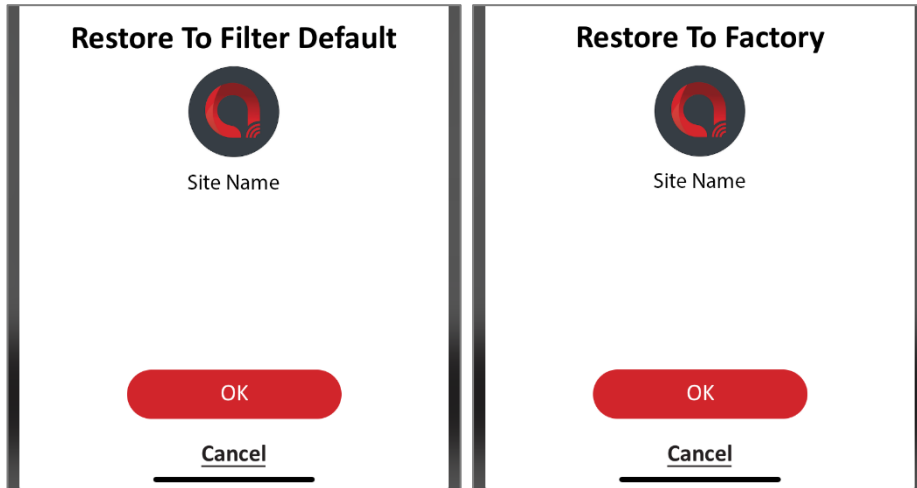 Restore To Filter Default
Site Name
OK
Cancel
Restore To Factory
Site Name
OK
Cancel